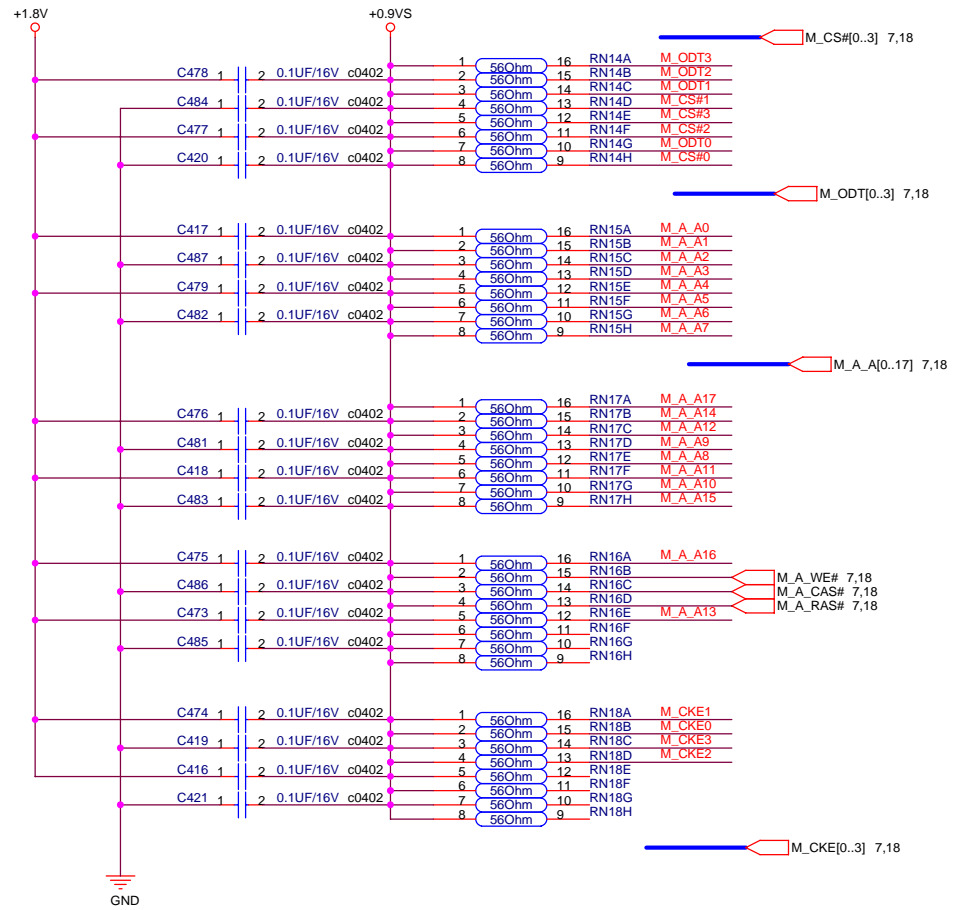 +1.8V +0.9VS
M_CS#[0..3] 7,18
1 56Ohm 16 RN14A M_ODT3
C478 1 2 0.1UF/16V c0402 2 56Ohm 15 RN14B M_ODT2
3 56Ohm 14 RN14C M_ODT1
C484 1 2 0.1UF/16V c0402 4 56Ohm 13 RN14D M_CS#1
5 56Ohm 12 RN14E M_CS#3
C477 1 2 0.1UF/16V c0402 6 56Ohm 11 RN14F M_CS#2
7 56Ohm 10 RN14G M_ODT0
C420 1 2 0.1UF/16V c0402 8 56Ohm 9 RN14H M_CS#0
M_ODT[0..3] 7,18
C417 1 2 0.1UF/16V c0402 1 56Ohm 16 RN15A M_A_A0
2 56Ohm 15 RN15B M_A_A1
C487 1 2 0.1UF/16V c0402 3 56Ohm 14 RN15C M_A_A2
4 56Ohm 13 RN15D M_A_A3
C479 1 2 0.1UF/16V c0402 5 56Ohm 12 RN15E M_A_A4
6 56Ohm 11 RN15F M_A_A5
C482 1 2 0.1UF/16V c0402 7 56Ohm 10 RN15G M_A_A6
8 56Ohm 9 RN15H M_A_A7
M_A_A[0..17] 7,18
1 56Ohm 16 RN17A M_A_A17
C476 1 2 0.1UF/16V c0402 2 56Ohm 15 RN17B M_A_A14
3 56Ohm 14 RN17C M_A_A12
C481 1 2 0.1UF/16V c0402 4 56Ohm 13 RN17D M_A_A9
5 56Ohm 12 RN17E M_A_A8
C418 1 2 0.1UF/16V c0402 6 56Ohm 11 RN17F M_A_A11
7 56Ohm 10 RN17G M_A_A10
C483 1 2 0.1UF/16V c0402 8 56Ohm 9 RN17H M_A_A15
C475 1 2 0.1UF/16V c0402 1 56Ohm 16 RN16A M_A_A16
2 56Ohm 15 RN16B M_A_WE# 7,18
C486 1 2 0.1UF/16V c0402 3 56Ohm 14 RN16C M_A_CAS# 7,18
4 56Ohm 13 RN16D M_A_RAS# 7,18
C473 1 2 0.1UF/16V c0402 5 56Ohm 12 RN16E M_A_A13
6 56Ohm 11 RN16F
C485 1 2 0.1UF/16V c0402 7 56Ohm 10 RN16G
8 56Ohm 9 RN16H
C474 1 2 0.1UF/16V c0402 1 56Ohm 16 RN18A M_CKE1
2 56Ohm 15 RN18B M_CKE0
C419 1 2 0.1UF/16V c0402 3 56Ohm 14 RN18C M_CKE3
4 56Ohm 13 RN18D M_CKE2
C416 1 2 0.1UF/16V c0402 5 56Ohm 12 RN18E
6 56Ohm 11 RN18F
C421 1 2 0.1UF/16V c0402 7 56Ohm 10 RN18G
8 56Ohm 9 RN18H
M_CKE[0..3] 7,18
GND